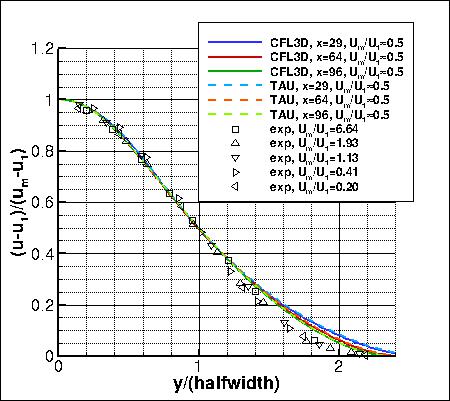 CFL3D, x=29, Um/U1≈0.5
CFL3D, x=64, Um/U1≈0.5
CFL3D, x=96, Um/U1≈0.5
TAU, x=29, Um/U1≈0.5
TAU, x=64, Um/U1≈0.5
TAU, x=96, Um/U1≈0.5
exp, Um/U1=6.64
exp, Um/U1=1.93
exp, Um/U1=1.13
exp, Um/U1=0.41
exp, Um/U1=0.20
1.2
1
0.8
0.6
0.4
0.2
0
(u-u1)/(um-u1)
0 1 2
y/(halfwidth)